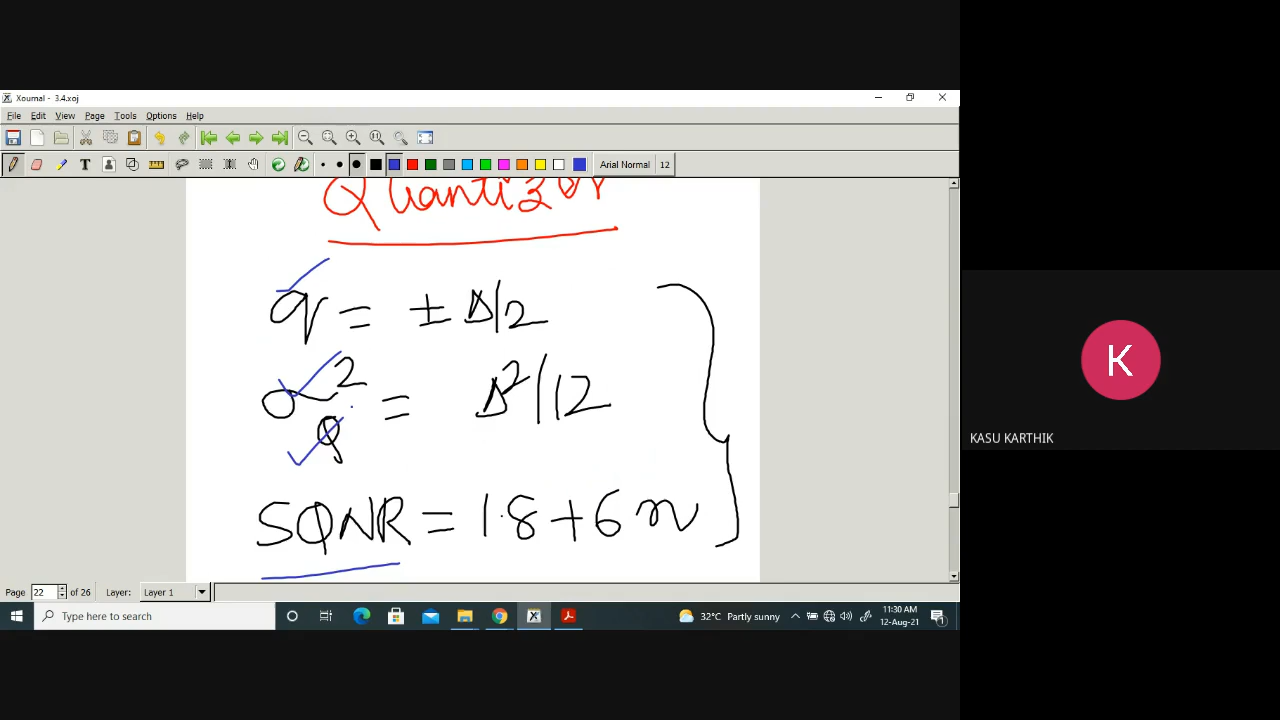 Xournal - 3.4.xoj
File Edit View Page Tools Options Help
Arial Normal 12
Quantizer
q = ± Δ/2
σ²Q = Δ²/12
SQNR = 1.8 + 6n
K
KASU KARTHIK
Page 22 of 26 Layer: Layer 1
Type here to search
32°C Partly sunny
11:30 AM
12-Aug-21
1